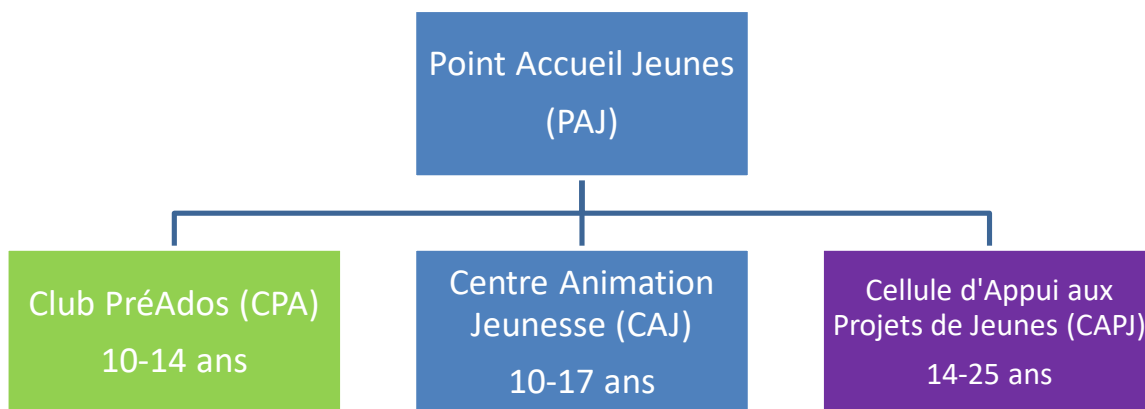 Point Accueil Jeunes
(PAJ)
Club PréAdos (CPA)
10-14 ans
Centre Animation
Jeunesse (CAJ)
10-17 ans
Cellule d'Appui aux
Projets de Jeunes (CAPJ)
14-25 ans